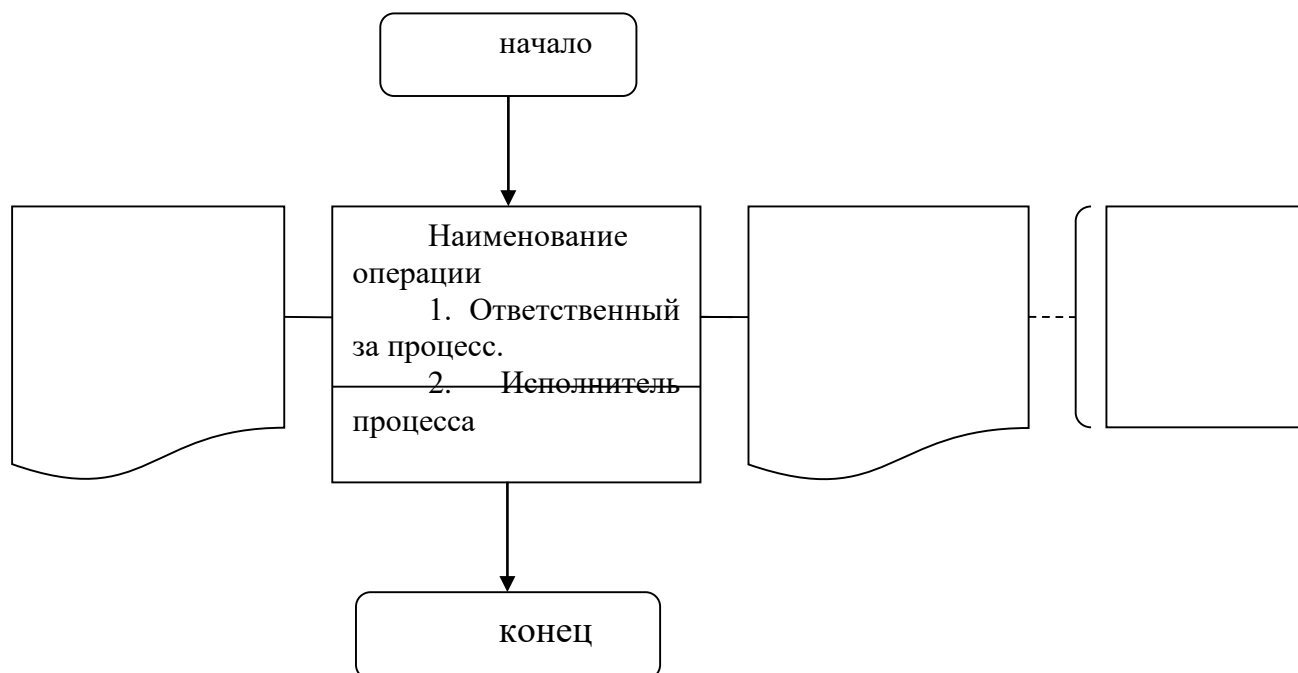 начало
Наименование
операции
1. Ответственный
за процесс.
2. Исполнитель
процесса
конец